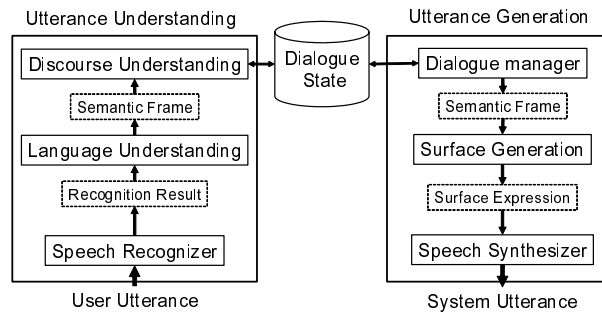 Utterance Understanding
Discourse Understanding
Semantic Frame
Language Understanding
Recognition Result
Speech Recognizer
User Utterance
Dialogue
State
Utterance Generation
Dialogue manager
Semantic Frame
Surface Generation
Surface Expression
Speech Synthesizer
System Utterance